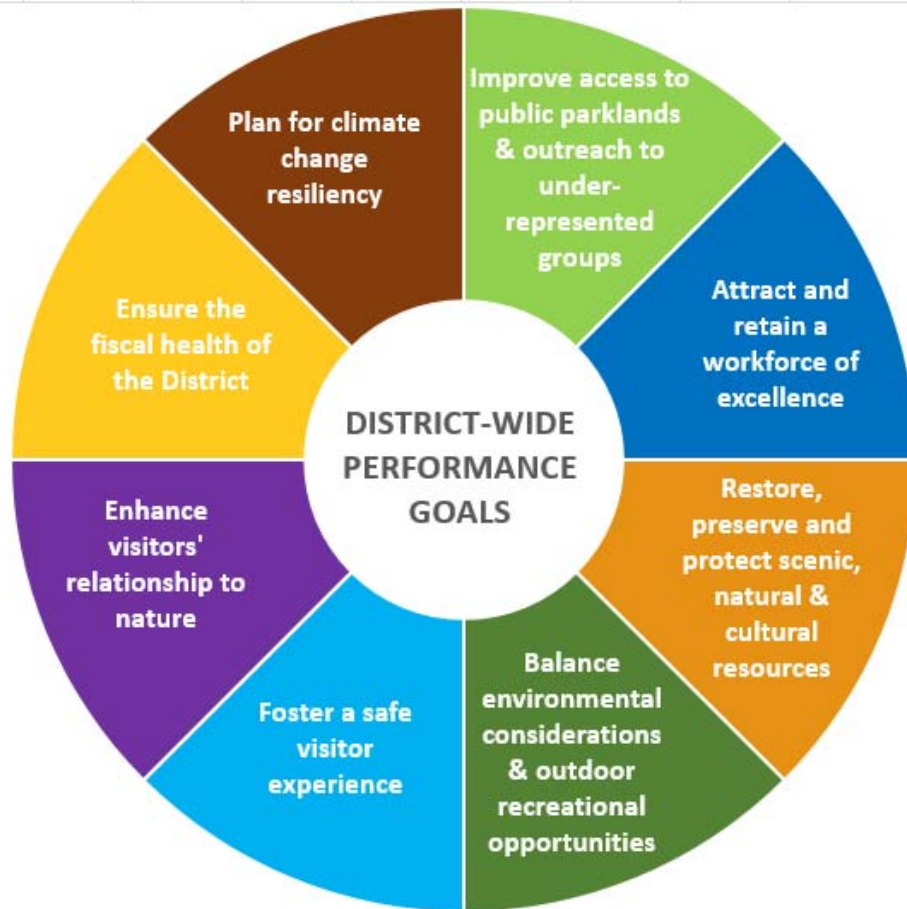 Improve access to
public parklands
& outreach to
under-
represented
groups
Attract and
retain a
workforce of
excellence
Restore,
preserve and
protect scenic,
natural &
cultural
resources
Balance
environmental
considerations
& outdoor
recreational
opportunities
Foster a safe
visitor
experience
Enhance
visitors'
relationship to
nature
Ensure the
fiscal health of
the District
Plan for climate
change
resiliency
DISTRICT-WIDE
PERFORMANCE
GOALS